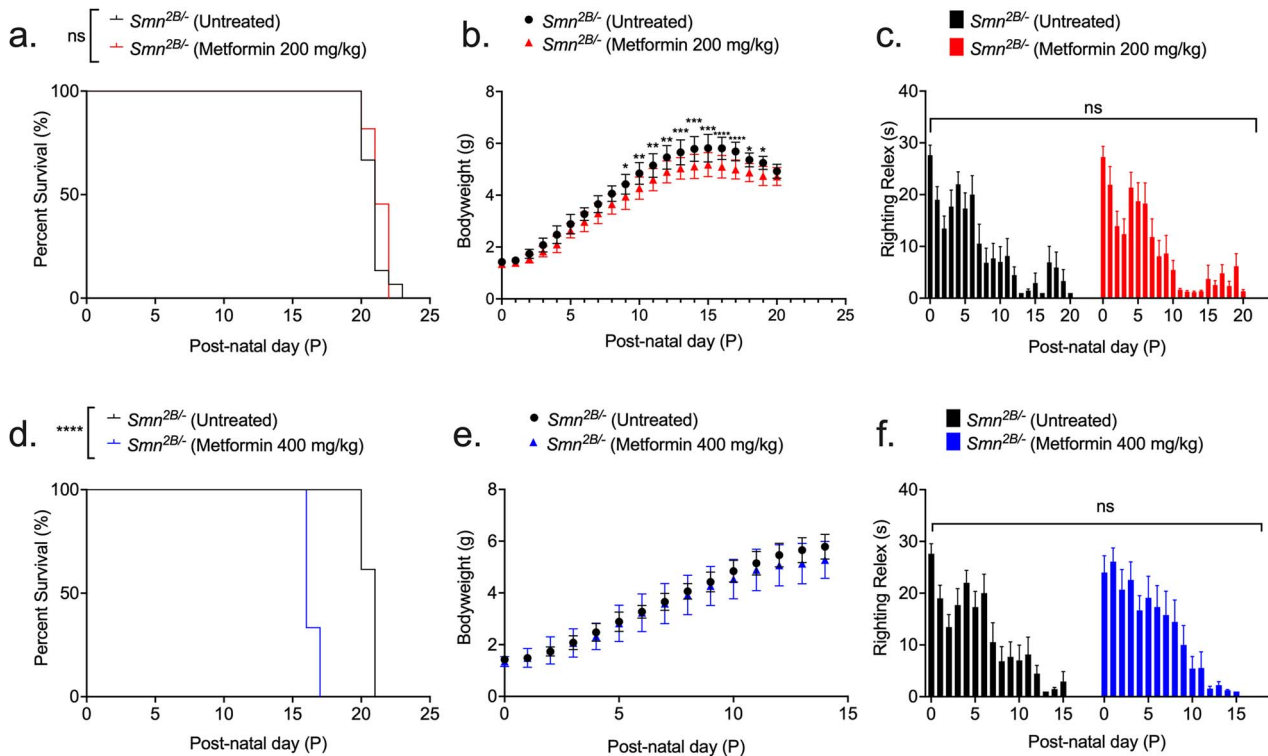 a.
ns
Smn2B/- (Untreated)
Smn2B/- (Metformin 200 mg/kg)
Percent Survival (%)
100
50
0
0 5 10 15 20 25
Post-natal day (P)
b.
Smn2B/- (Untreated)
Smn2B/- (Metformin 200 mg/kg)
Bodyweight (g)
8
6
4
2
0
* ** ** ** *** *** *** **** **** * *
0 5 10 15 20 25
Post-natal day (P)
c.
Smn2B/- (Untreated)
Smn2B/- (Metformin 200 mg/kg)
Righting Relex (s)
40
30
20
10
0
ns
0 5 10 15 20 0 5 10 15 20
Post-natal day (P)
d.
****
Smn2B/- (Untreated)
Smn2B/- (Metformin 400 mg/kg)
Percent Survival (%)
100
50
0
0 5 10 15 20 25
Post-natal day (P)
e.
Smn2B/- (Untreated)
Smn2B/- (Metformin 400 mg/kg)
Bodyweight (g)
8
6
4
2
0
0 5 10 15
Post-natal day (P)
f.
Smn2B/- (Untreated)
Smn2B/- (Metformin 400 mg/kg)
Righting Relex (s)
40
30
20
10
0
ns
0 5 10 15 0 5 10 15
Post-natal day (P)